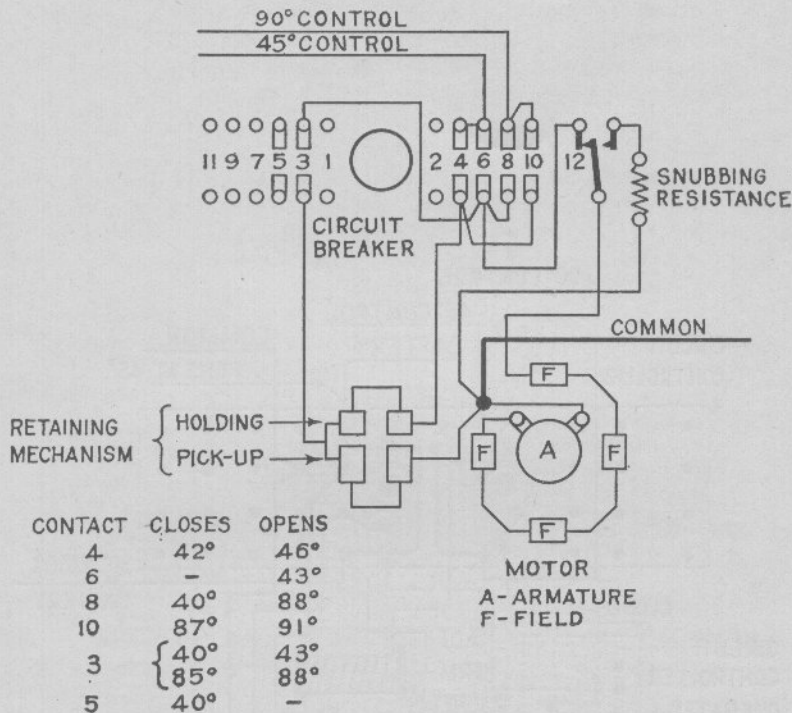 90° CONTROL
45° CONTROL
11 9 7 5 3 1
2 4 6 8 10 12
SNUBBING
RESISTANCE
CIRCUIT
BREAKER
COMMON
RETAINING
MECHANISM
HOLDING
PICK-UP
F
F
A
F
F
MOTOR
A-ARMATURE
F-FIELD
CONTACT CLOSES OPENS
4 42° 46°
6 - 43°
8 40° 88°
10 87° 91°
3 40° 43°
85° 88°
5 40° -